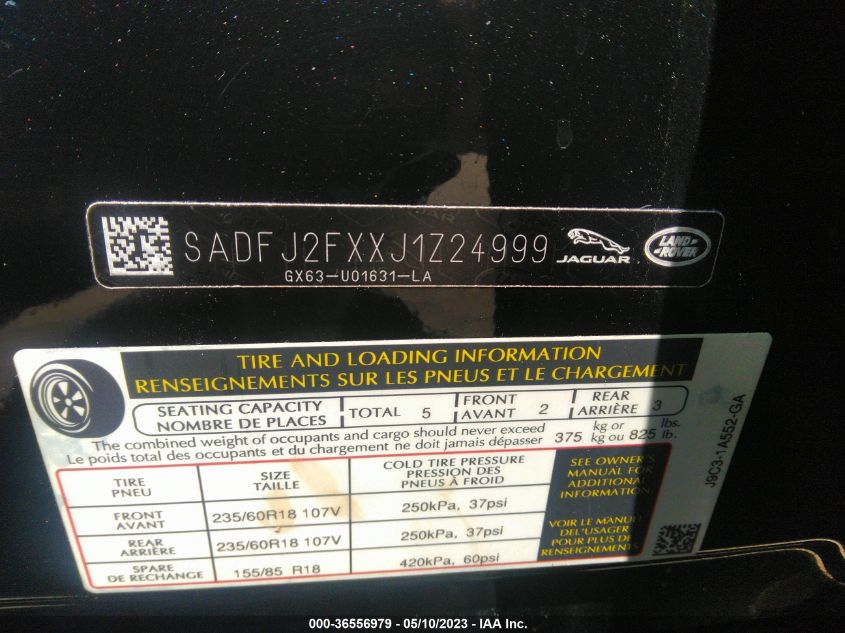 SADFJ2FXXJ1Z24999
GX63-U01631-LA
JAGUAR
LAND ROVER
TIRE AND LOADING INFORMATION
RENSEIGNEMENTS SUR LES PNEUS ET LE CHARGEMENT
SEATING CAPACITY
NOMBRE DE PLACES
TOTAL 5
FRONT
AVANT 2
REAR
ARRIÈRE 3
The combined weight of occupants and cargo should never exceed 375 kg or 825 lbs.
Le poids total des occupants et du chargement ne doit jamais dépasser kg ou lb.
TIRE
PNEU
SIZE
TAILLE
COLD TIRE PRESSURE
PRESSION DES
PNEUS À FROID
FRONT
AVANT
235/60R18 107V
250kPa, 37psi
REAR
ARRIÈRE
235/60R18 107V
250kPa, 37psi
SPARE
DE RECHANGE
155/85 R18
420kPa, 60psi
SEE OWNER'S
MANUAL FOR
ADDITIONAL
INFORMATION
VOIR LE MANUEL
DE L'USAGER
POUR PLUS DE
RENSEIGNEMENTS
J9C3-1A552-GA
000-36556979 - 05/10/2023 - IAA Inc.